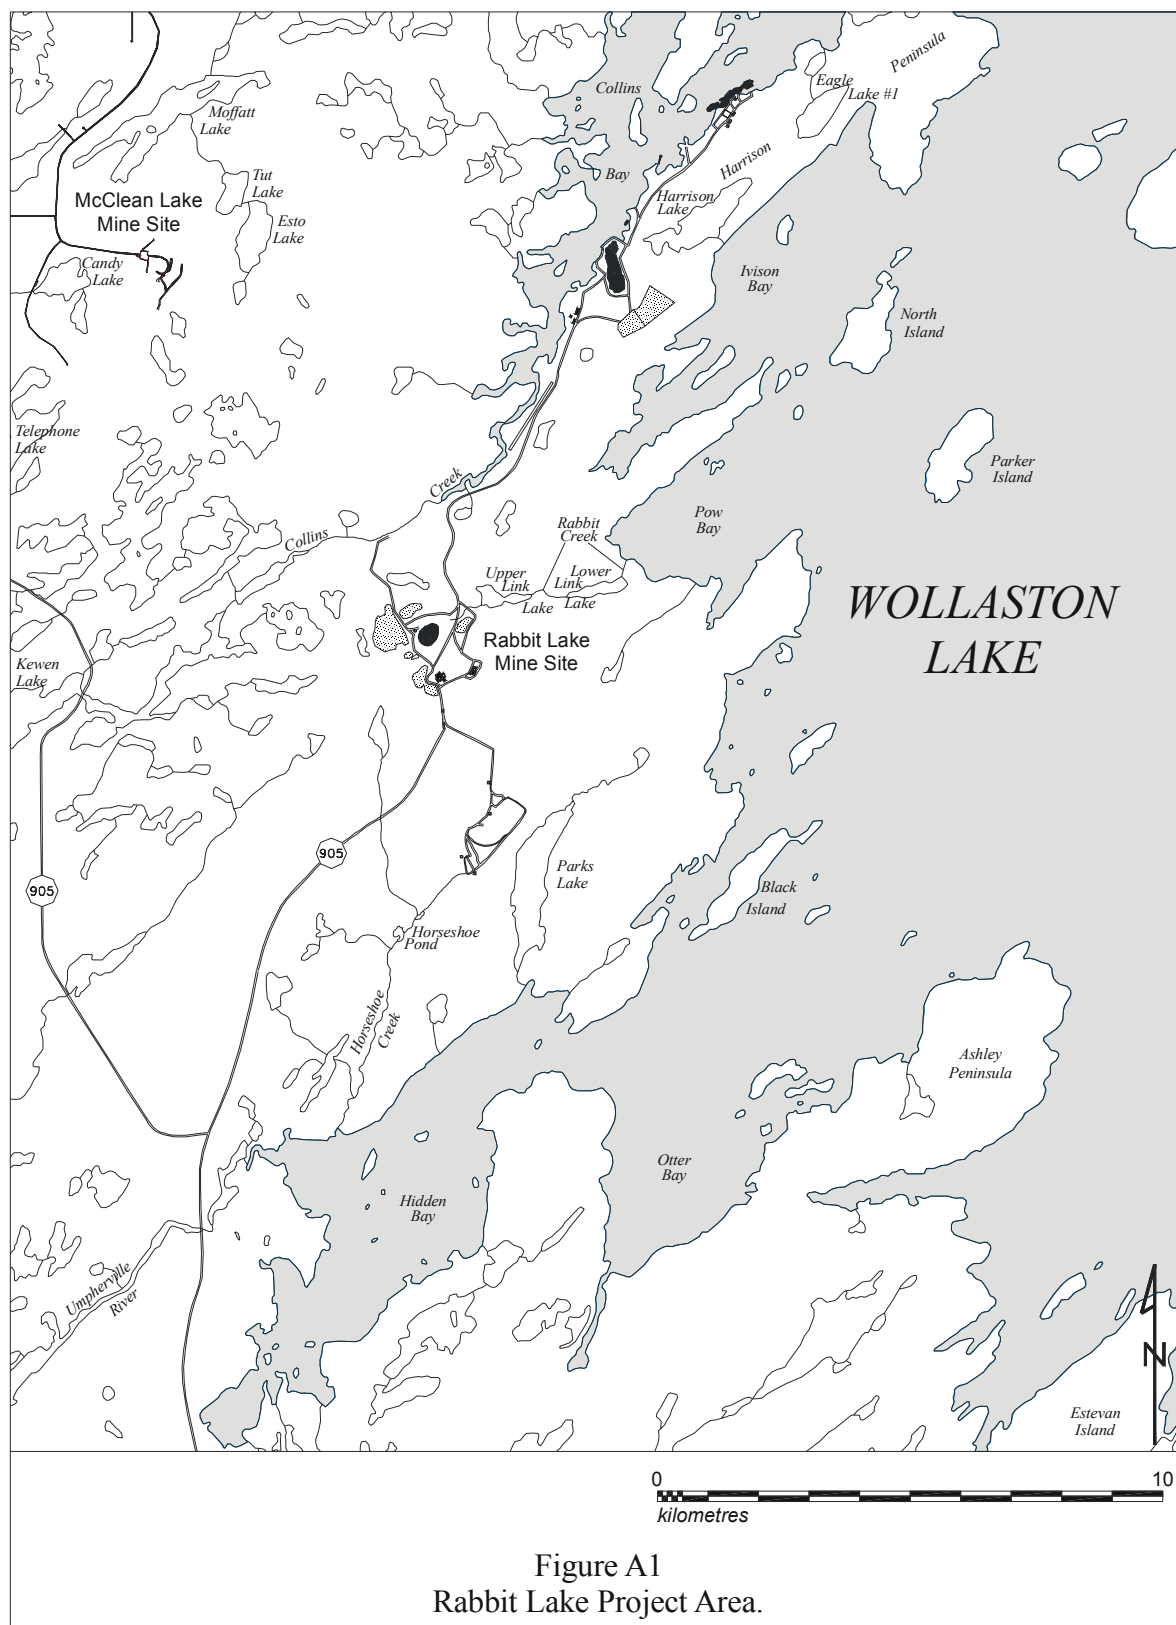 Peninsula
Eagle
Lake #1
Collins
Moffatt
Lake
Harrison
Bay
Tut
Lake
McClean Lake
Mine Site
Harrison
Lake
Esto
Lake
Candy
Lake
Ivison
Bay
North
Island
Telephone
Lake
Parker
Island
Creek
Pow
Bay
Rabbit
Creek
Collins
Upper
Link
Lake
Lower
Link
Lake
WOLLASTON
LAKE
Rabbit Lake
Mine Site
Kewen
Lake
905
905
Parks
Lake
Black
Island
Horseshoe
Pond
Horseshoe
Creek
Ashley
Peninsula
Otter
Bay
Hidden
Bay
Umpherville
River
N
Estevan
Island
0 10
kilometres
Figure A1
Rabbit Lake Project Area.